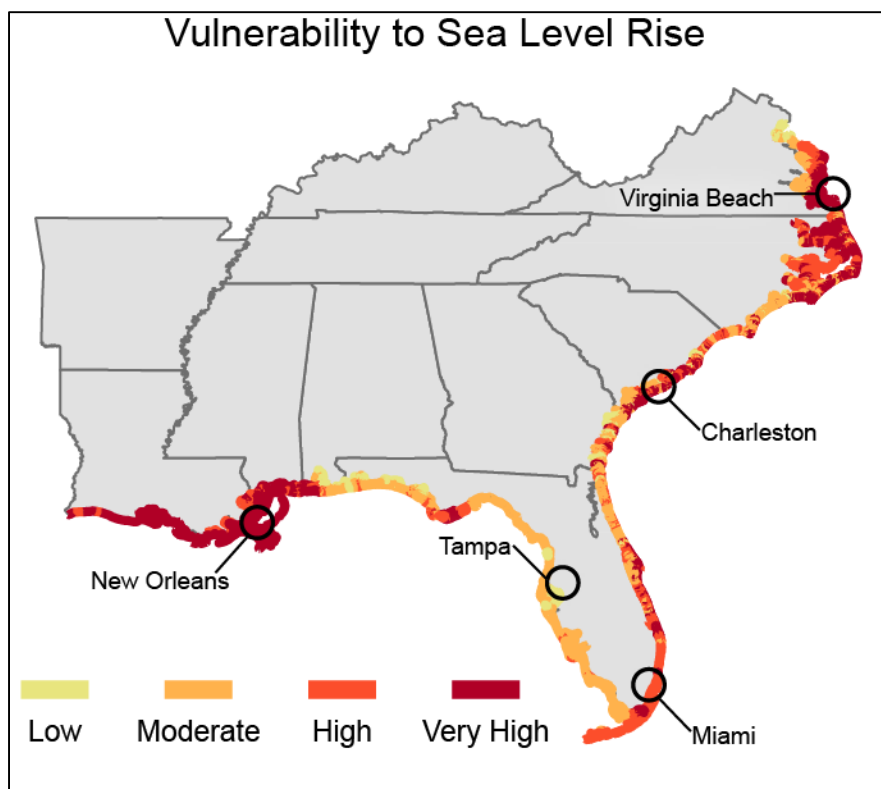 Vulnerability to Sea Level Rise
Virginia Beach
Charleston
Tampa
New Orleans
Miami
Low
Moderate
High
Very High